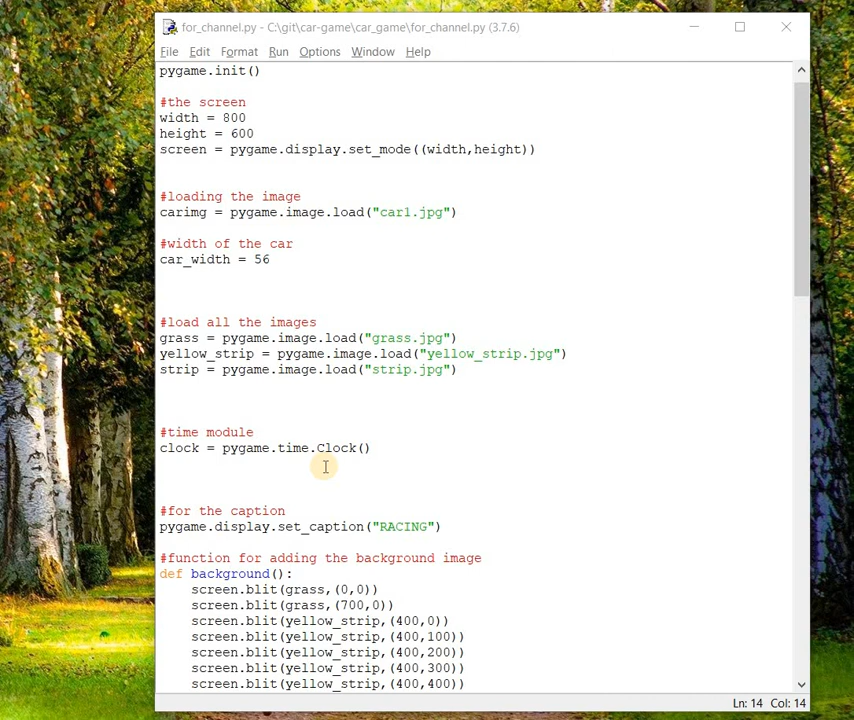 for_channel.py - C:\git\car-game\car_game\for_channel.py (3.7.6)
File Edit Format Run Options Window Help
pygame.init()
#the screen
width = 800
height = 600
screen = pygame.display.set_mode((width,height))
#loading the image
carimg = pygame.image.load("car1.jpg")
#width of the car
car_width = 56
#load all the images
grass = pygame.image.load("grass.jpg")
yellow_strip = pygame.image.load("yellow_strip.jpg")
strip = pygame.image.load("strip.jpg")
#time module
clock = pygame.time.Clock()
#for the caption
pygame.display.set_caption("RACING")
#function for adding the background image
def background():
    screen.blit(grass,(0,0))
    screen.blit(grass,(700,0))
    screen.blit(yellow_strip,(400,0))
    screen.blit(yellow_strip,(400,100))
    screen.blit(yellow_strip,(400,200))
    screen.blit(yellow_strip,(400,300))
    screen.blit(yellow_strip,(400,400))
Ln: 14 Col: 14